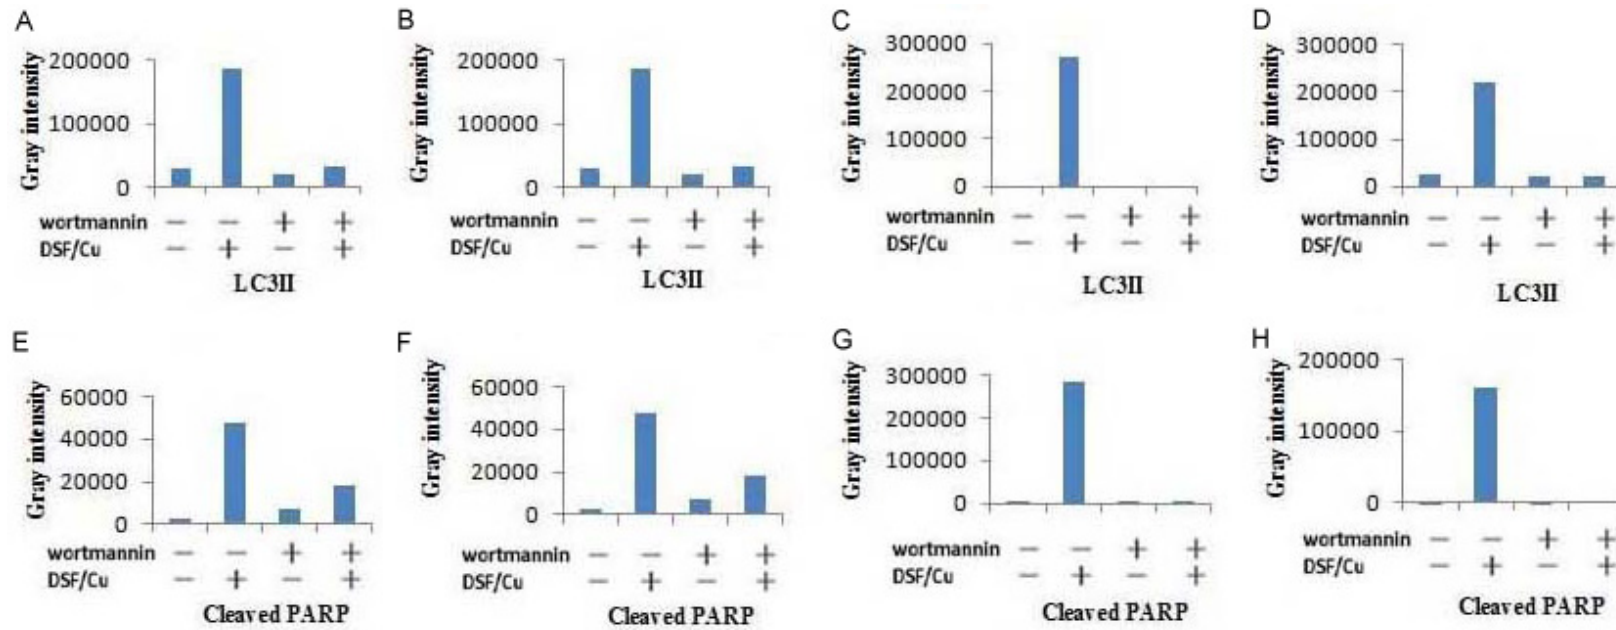 A
Gray intensity
200000
100000
0
wortmannin − − + +
DSF/Cu − + − +
LC3II
B
Gray intensity
200000
100000
0
wortmannin − − + +
DSF/Cu − + − +
LC3II
C
Gray intensity
300000
200000
100000
0
wortmannin − − + +
DSF/Cu − + − +
LC3II
D
Gray intensity
300000
200000
100000
0
wortmannin − − + +
DSF/Cu − + − +
LC3II
E
Gray intensity
60000
40000
20000
0
wortmannin − − + +
DSF/Cu − + − +
Cleaved PARP
F
Gray intensity
60000
40000
20000
0
wortmannin − − + +
DSF/Cu − + − +
Cleaved PARP
G
Gray intensity
300000
200000
100000
0
wortmannin − − + +
DSF/Cu − + − +
Cleaved PARP
H
Gray intensity
200000
100000
0
wortmannin − − + +
DSF/Cu − + − +
Cleaved PARP